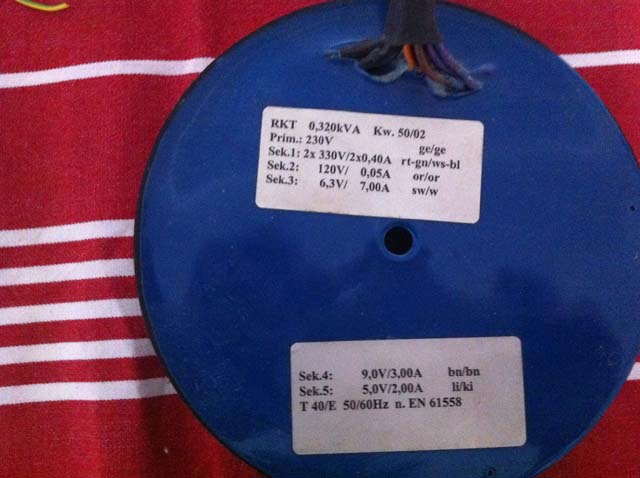 RKT 0,320kVA Kw. 50/02
Prim.: 230V ge/ge
Sek.1: 2x 330V/2x0,40A rt-gn/ws-bl
Sek.2: 120V/ 0,05A or/or
Sek.3: 6,3V/ 7,00A sw/w
Sek.4: 9,0V/3,00A bn/bn
Sek.5: 5,0V/2,00A li/ki
T 40/E 50/60Hz n. EN 61558